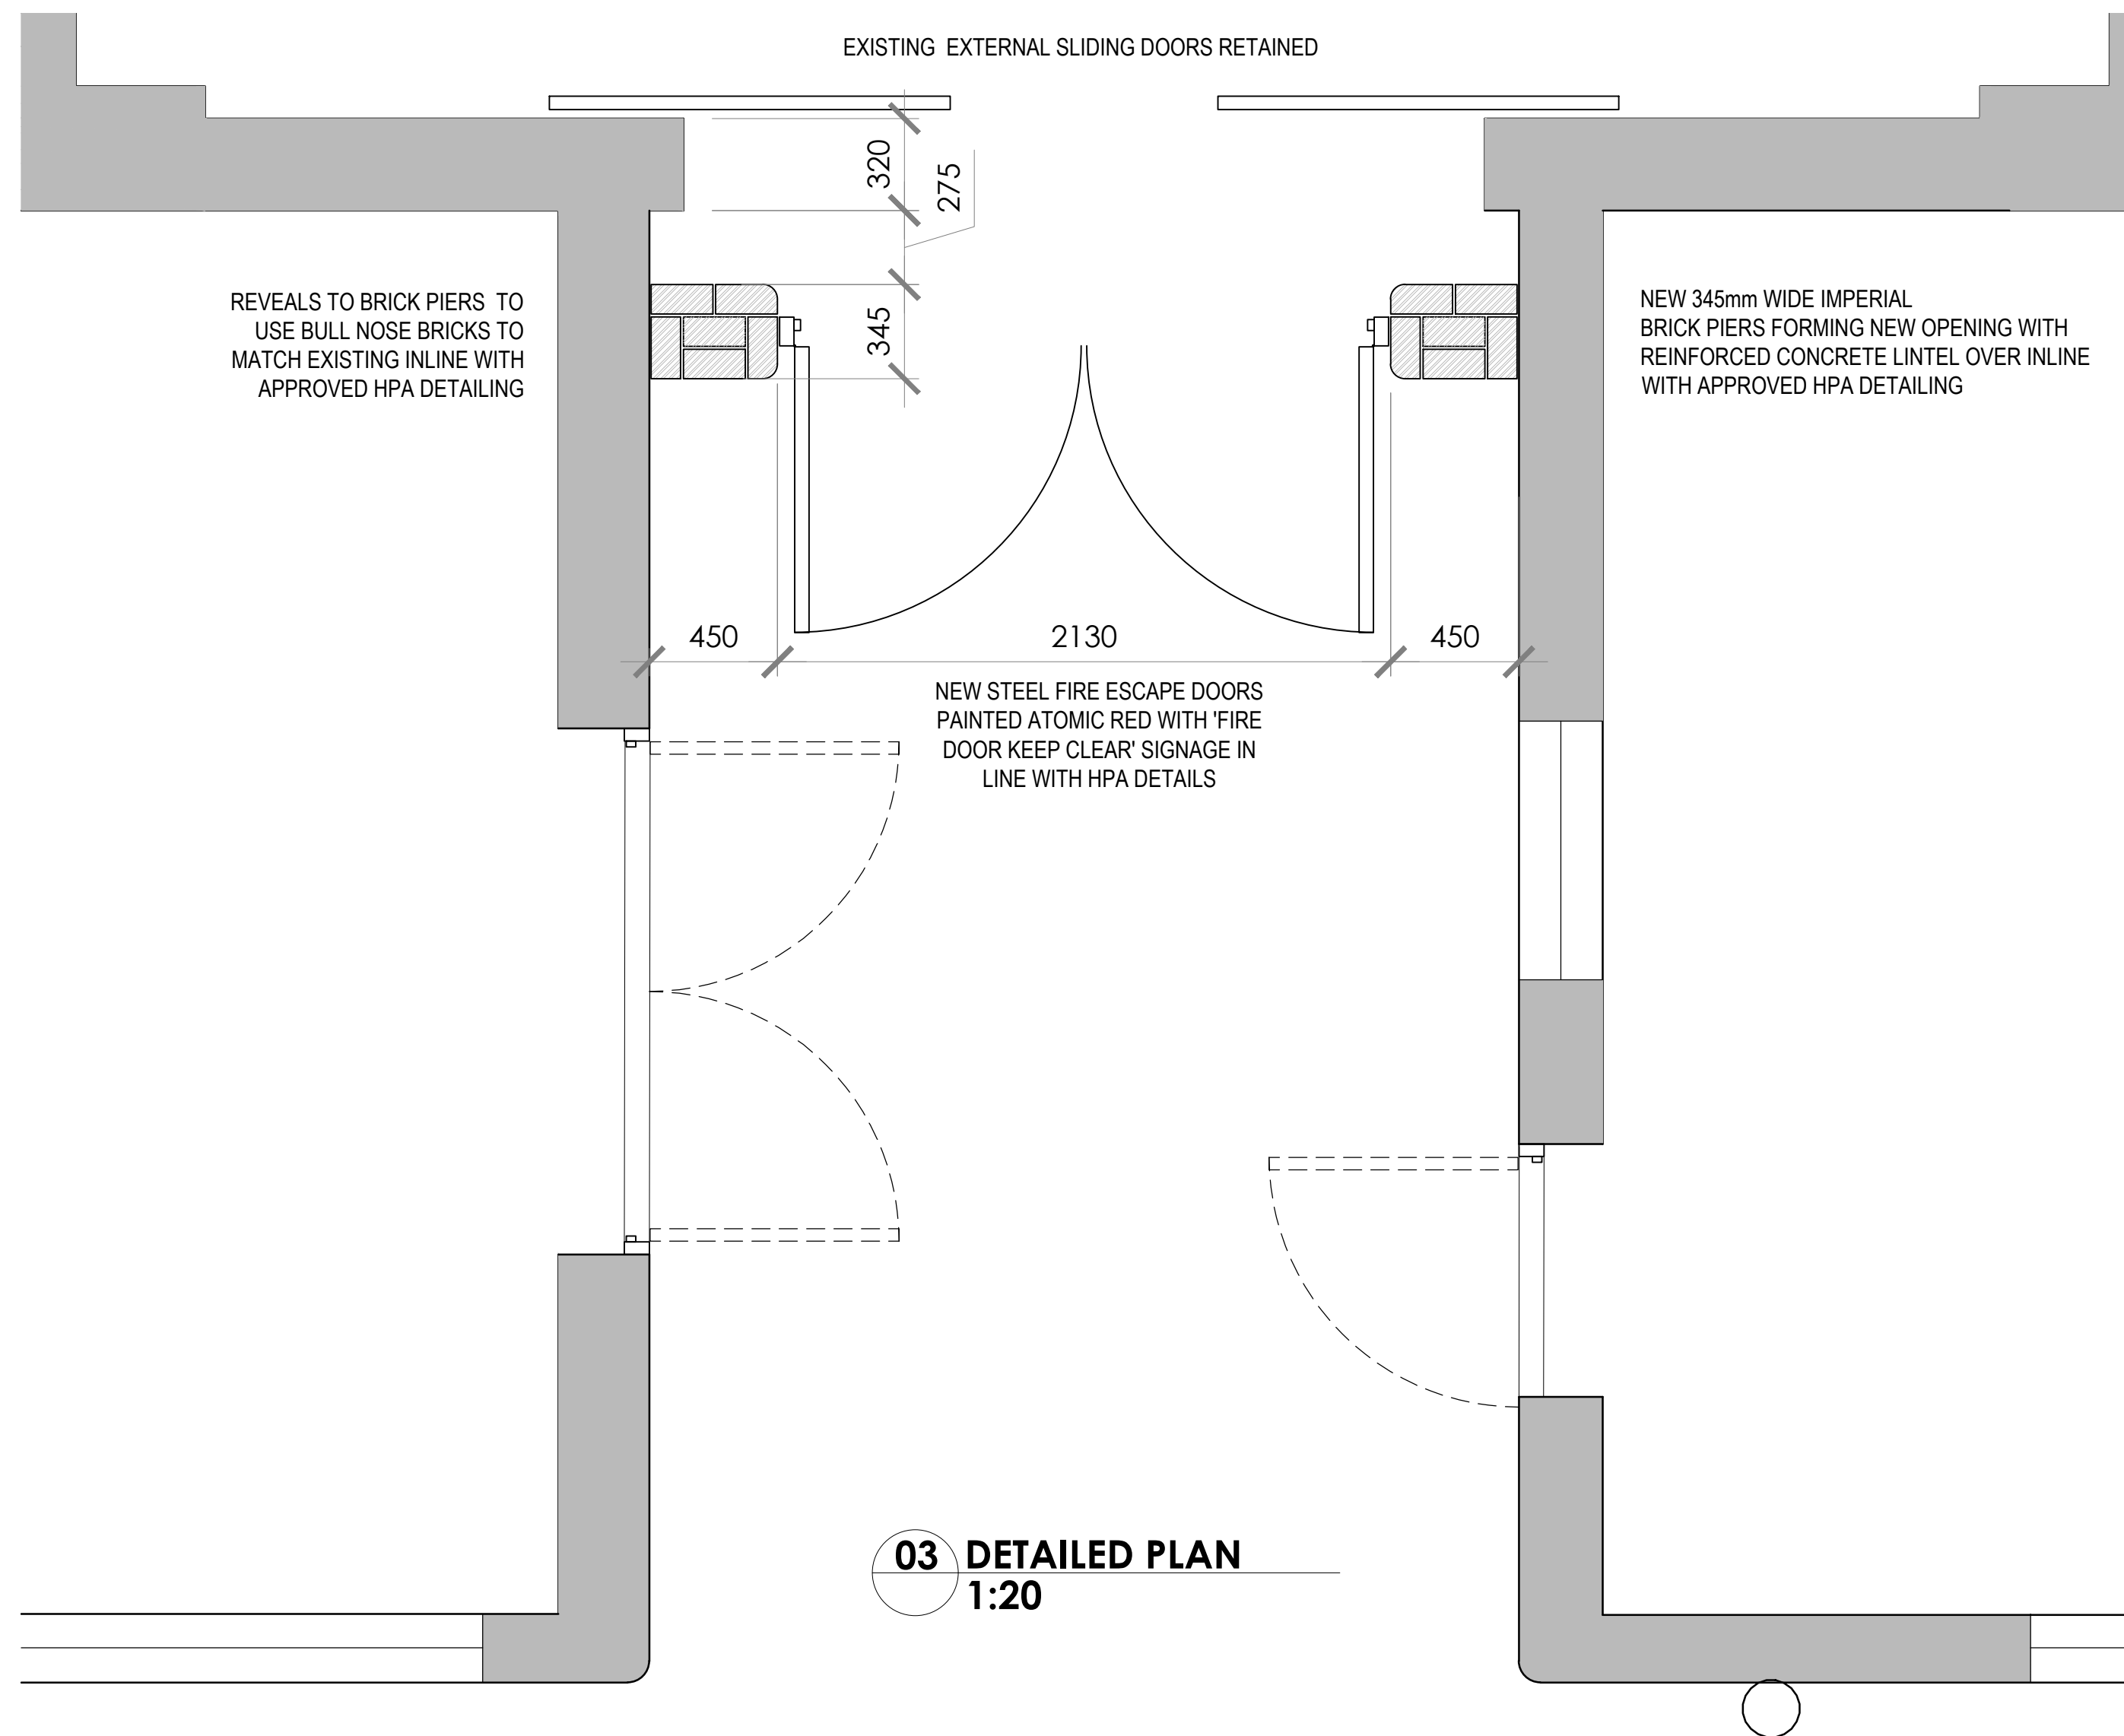 EXISTING EXTERNAL SLIDING DOORS RETAINED
320
275
345
REVEALS TO BRICK PIERS TO
USE BULL NOSE BRICKS TO
MATCH EXISTING INLINE WITH
APPROVED HPA DETAILING
NEW 345mm WIDE IMPERIAL
BRICK PIERS FORMING NEW OPENING WITH
REINFORCED CONCRETE LINTEL OVER INLINE
WITH APPROVED HPA DETAILING
450
2130
450
NEW STEEL FIRE ESCAPE DOORS
PAINTED ATOMIC RED WITH 'FIRE
DOOR KEEP CLEAR' SIGNAGE IN
LINE WITH HPA DETAILS
03 DETAILED PLAN
1:20